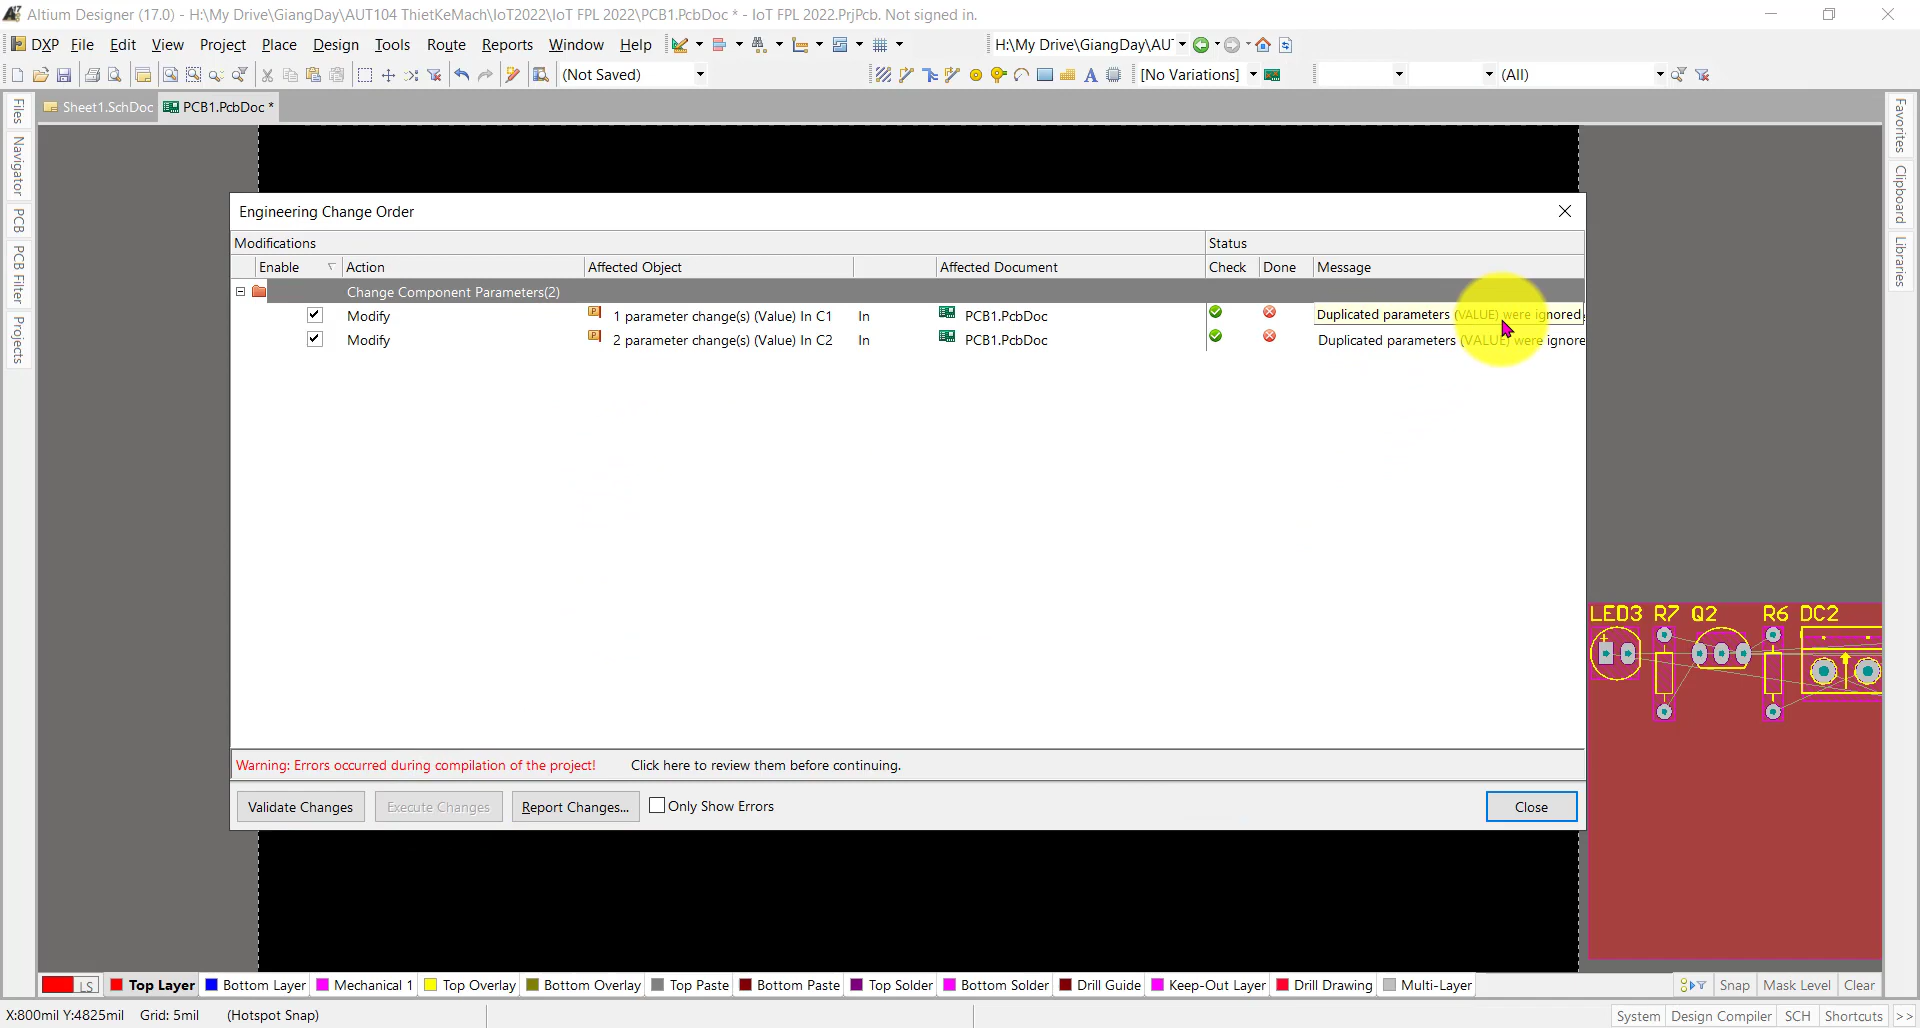 Altium Designer (17.0) - H:\My Drive\GiangDay\AUT104 ThietKeMach\IoT2022\IoT FPL 2022\PCB1.PcbDoc * - IoT FPL 2022.PrjPcb. Not signed in.
DXP File Edit View Project Place Design Tools Route Reports Window Help H:\My Drive\GiangDay\AU
(Not Saved) A [No Variations] (All)
Sheet1.SchDoc PCB1.PcbDoc *
Files
Navigator
PCB
PCB Filter
Projects
Favorites
Clipboard
Libraries
Engineering Change Order
Modifications Status
Enable Action Affected Object Affected Document Check Done Message
Change Component Parameters(2)
Modify 1 parameter change(s) (Value) In C1 In PCB1.PcbDoc Duplicated parameters (VALUE) were ignored
Modify 2 parameter change(s) (Value) In C2 In PCB1.PcbDoc Duplicated parameters (VALUE) were ignore
LED3 R7 Q2 R6 DC2
Warning: Errors occurred during compilation of the project! Click here to review them before continuing.
Validate Changes Execute Changes Report Changes... Only Show Errors Close
LS Top Layer Bottom Layer Mechanical 1 Top Overlay Bottom Overlay Top Paste Bottom Paste Top Solder Bottom Solder Drill Guide Keep-Out Layer Drill Drawing Multi-Layer Snap Mask Level Clear
X:800mil Y:4825mil Grid: 5mil (Hotspot Snap) System Design Compiler SCH Shortcuts >>